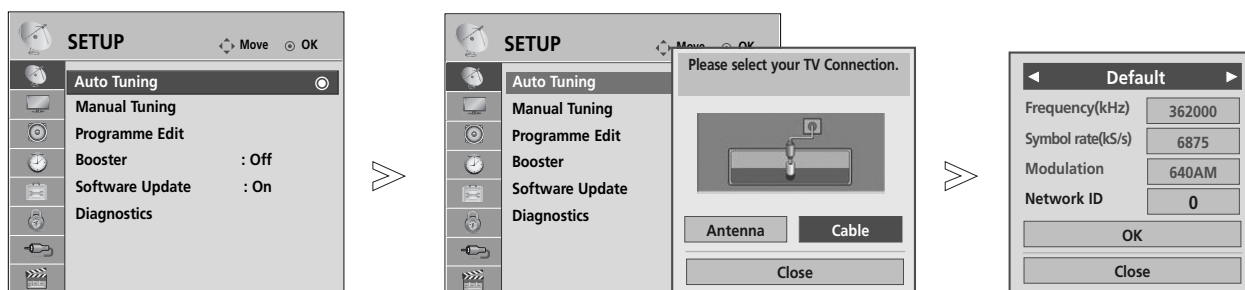 SETUP Move OK
Auto Tuning
Manual Tuning
Programme Edit
Booster : Off
Software Update : On
Diagnostics
SETUP Move OK
Auto Tuning
Manual Tuning
Programme Edit
Booster
Software Update
Diagnostics
Please select your TV Connection.
Antenna Cable
Close
Default
Frequency(kHz) 362000
Symbol rate(kS/s) 6875
Modulation 640AM
Network ID 0
OK
Close